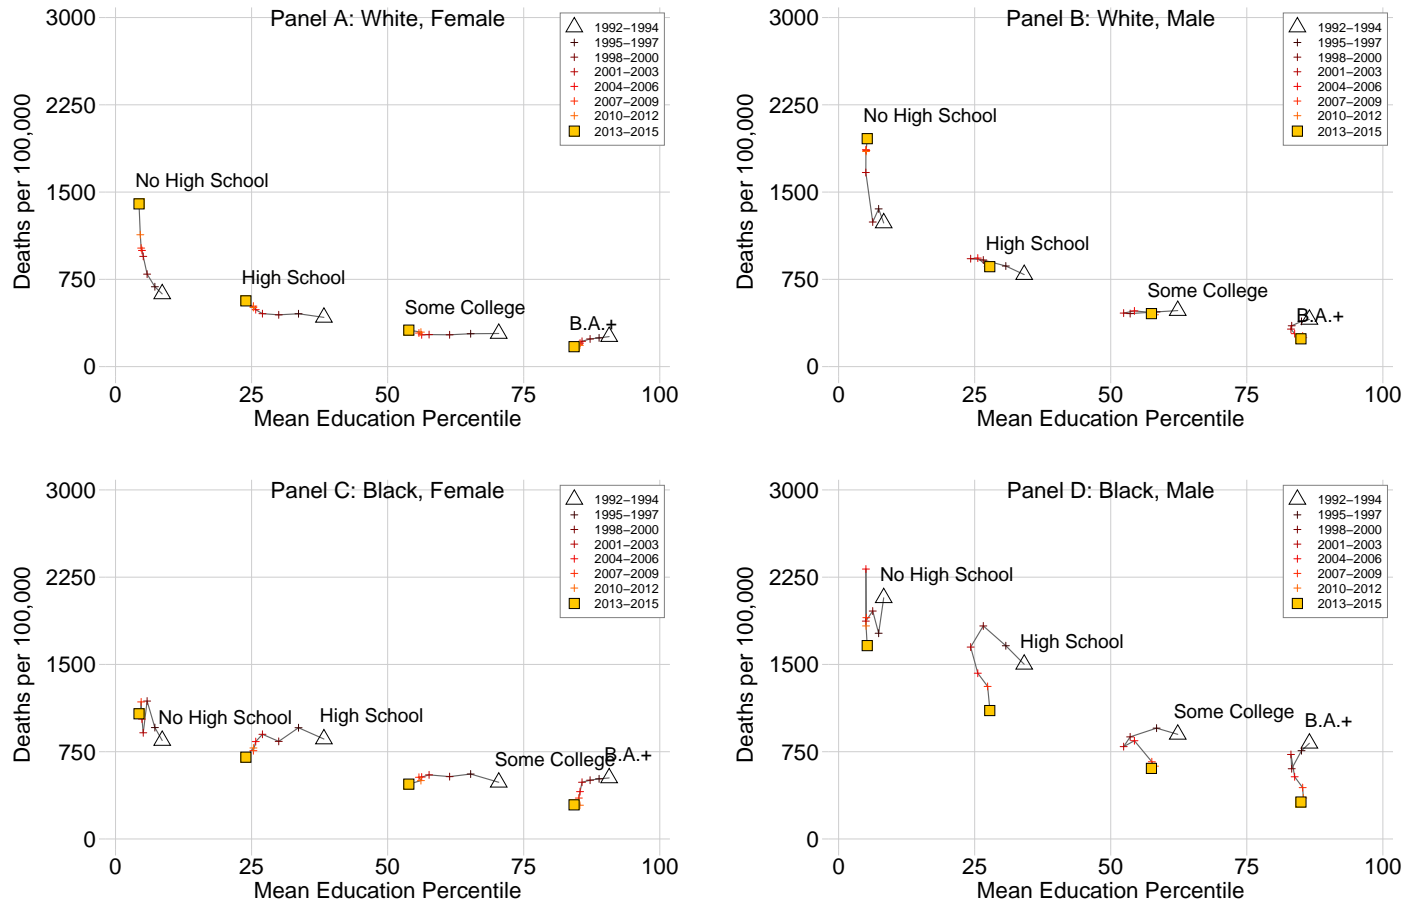 Panel A: White, Female
3000
2250
1500
750
0
Deaths per 100,000
No High School
High School
Some College
B.A.+
1992−1994
1995−1997
1998−2000
2001−2003
2004−2006
2007−2009
2010−2012
2013−2015
0 25 50 75 100
Mean Education Percentile
Panel B: White, Male
3000
2250
1500
750
0
Deaths per 100,000
No High School
High School
Some College
B.A.+
1992−1994
1995−1997
1998−2000
2001−2003
2004−2006
2007−2009
2010−2012
2013−2015
0 25 50 75 100
Mean Education Percentile
Panel C: Black, Female
3000
2250
1500
750
0
Deaths per 100,000
No High School
High School
Some College
B.A.+
1992−1994
1995−1997
1998−2000
2001−2003
2004−2006
2007−2009
2010−2012
2013−2015
0 25 50 75 100
Mean Education Percentile
Panel D: Black, Male
3000
2250
1500
750
0
Deaths per 100,000
No High School
High School
Some College
B.A.+
1992−1994
1995−1997
1998−2000
2001−2003
2004−2006
2007−2009
2010−2012
2013−2015
0 25 50 75 100
Mean Education Percentile